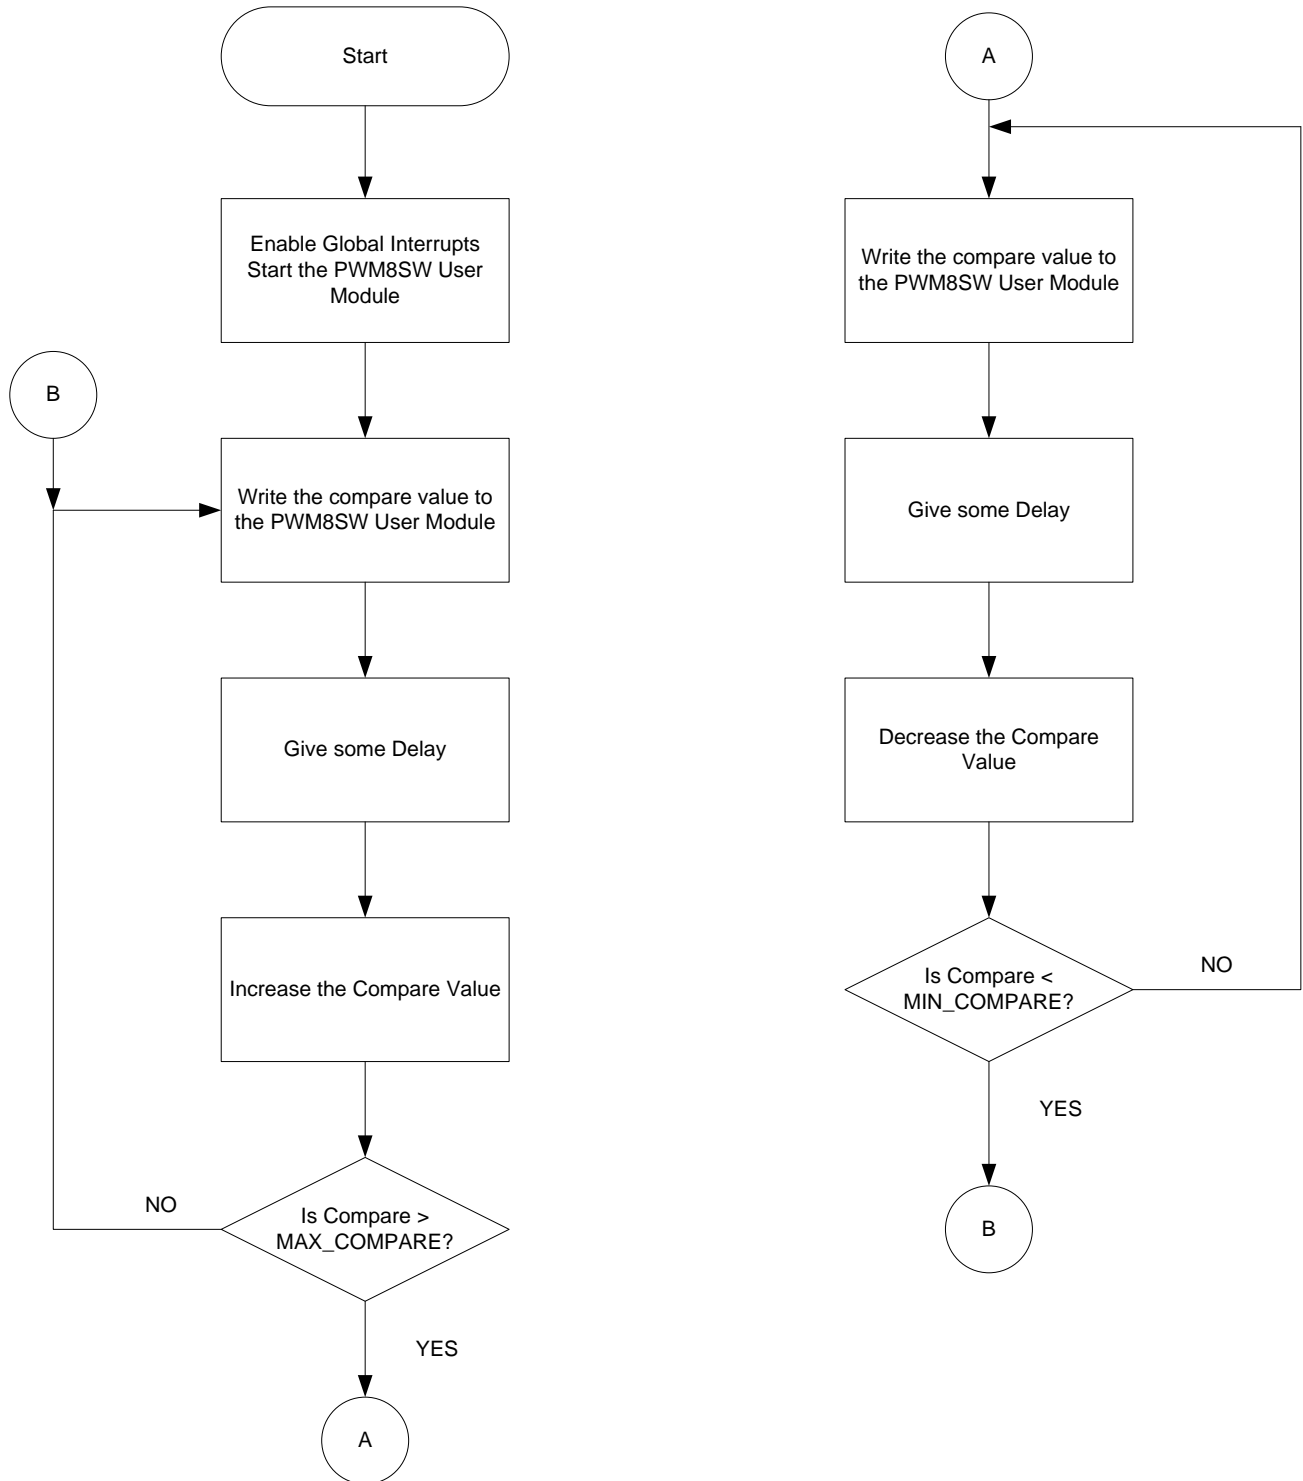 Start
Enable Global Interrupts
Start the PWM8SW User
Module
B
Write the compare value to
the PWM8SW User Module
Give some Delay
Increase the Compare Value
Is Compare >
MAX_COMPARE?
NO
YES
A
A
Write the compare value to
the PWM8SW User Module
Give some Delay
Decrease the Compare
Value
Is Compare <
MIN_COMPARE?
NO
YES
B